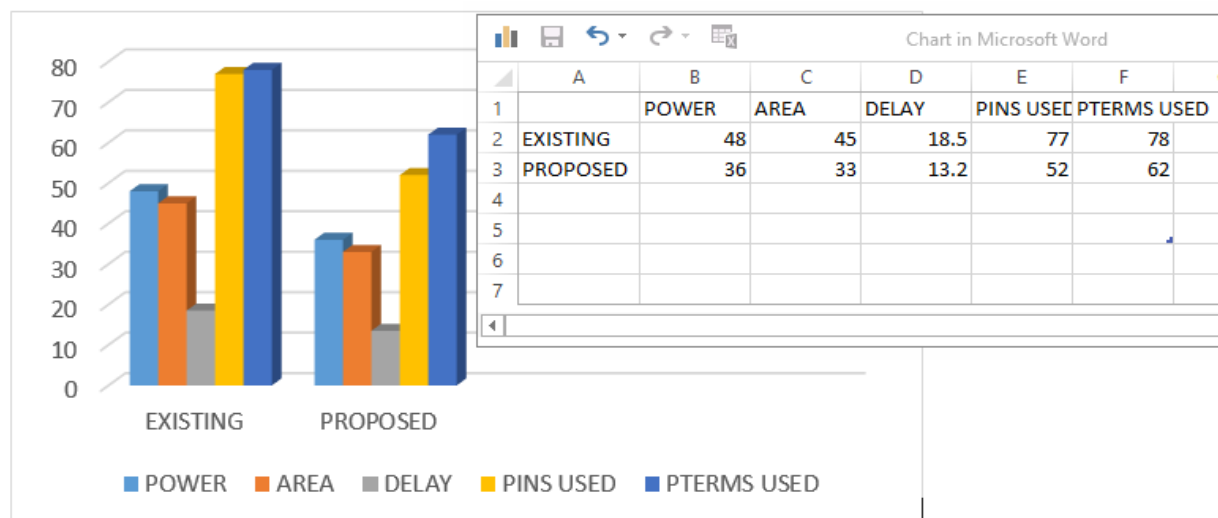 80
70
60
50
40
30
20
10
0
EXISTING PROPOSED
POWER AREA DELAY PINS USED PTERMS USED
Chart in Microsoft Word
A B C D E F
1 POWER AREA DELAY PINS USED PTERMS USED
2 EXISTING 48 45 18.5 77 78
3 PROPOSED 36 33 13.2 52 62
4
5
6
7